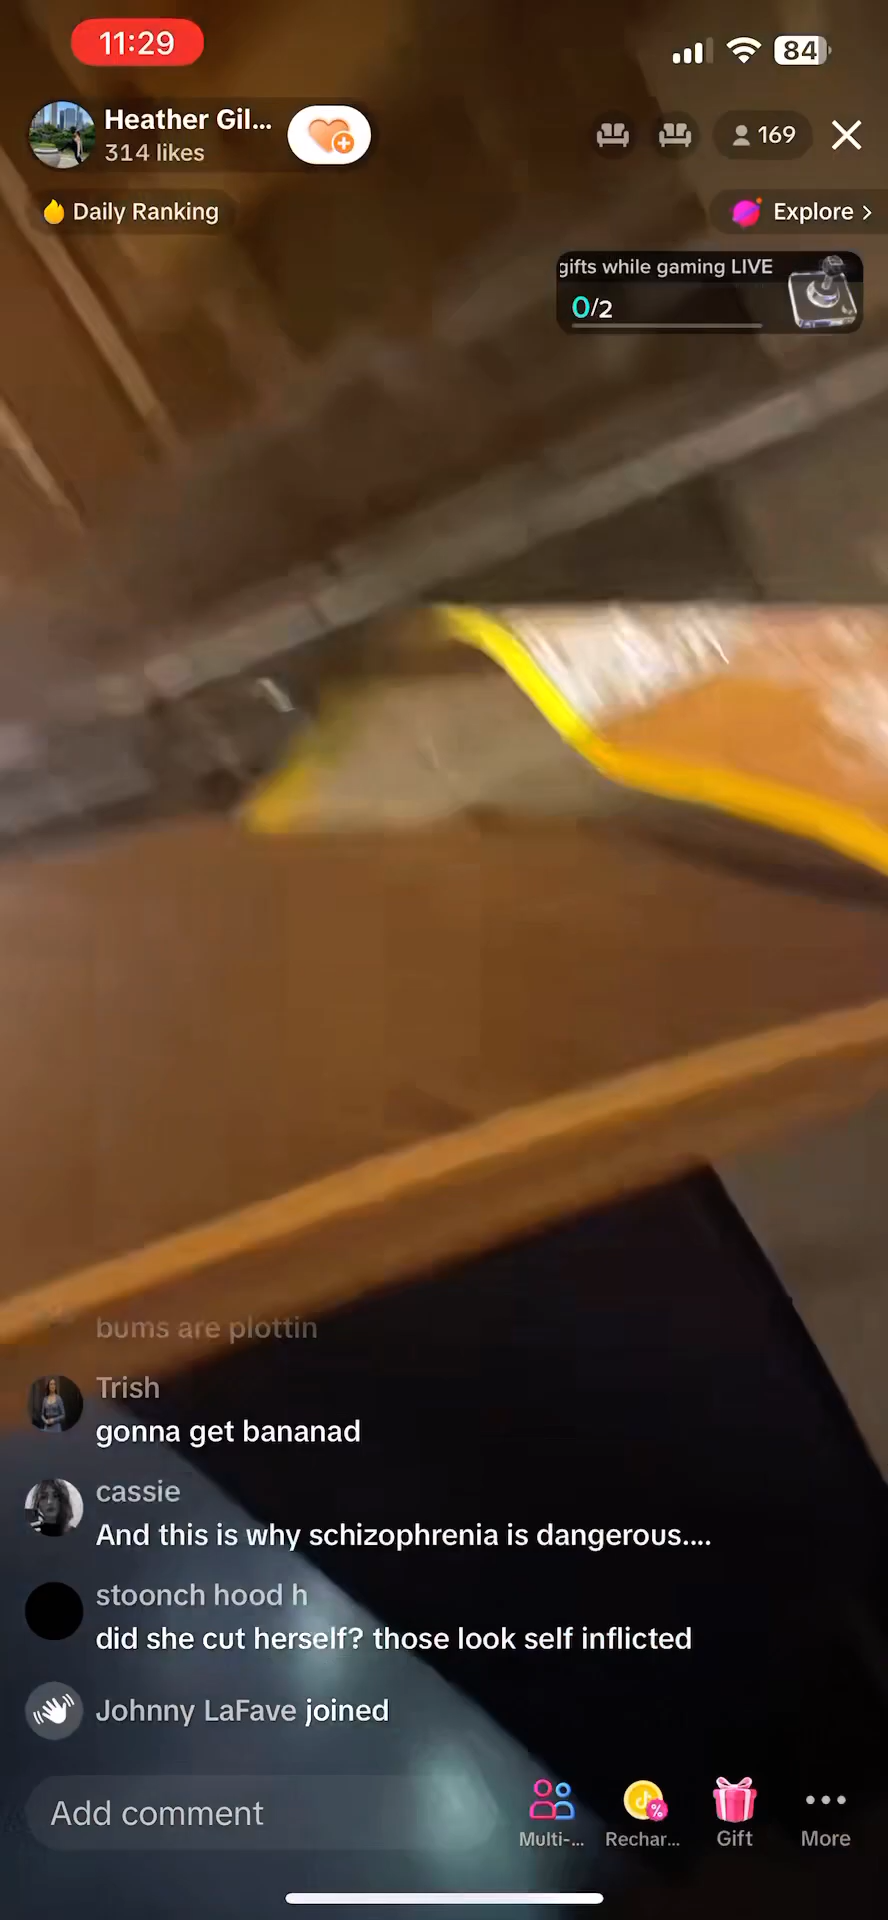 11:29
84
Heather Gil...
314 likes
169
Daily Ranking
Explore >
gifts while gaming LIVE
0/2
bums are plottin
Trish
gonna get bananad
cassie
And this is why schizophrenia is dangerous....
stoonch hood h
did she cut herself? those look self inflicted
Johnny LaFave joined
Add comment
Multi-...
Rechar...
Gift
More